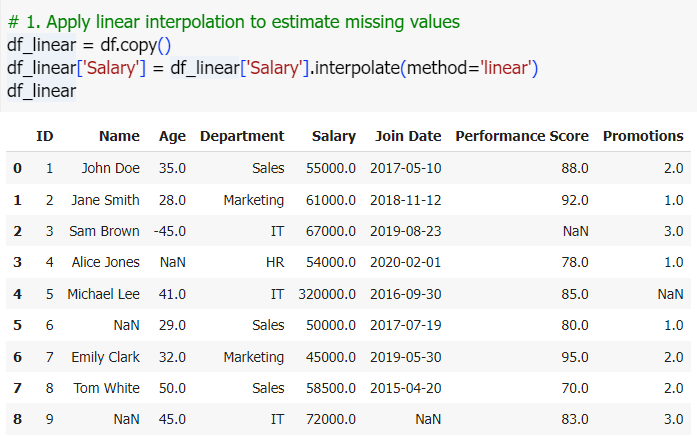 # 1. Apply linear interpolation to estimate missing values
df_linear = df.copy()
df_linear['Salary'] = df_linear['Salary'].interpolate(method='linear')
df_linear
ID Name Age Department Salary Join Date Performance Score Promotions
0 1 John Doe 35.0 Sales 55000.0 2017-05-10 88.0 2.0
1 2 Jane Smith 28.0 Marketing 61000.0 2018-11-12 92.0 1.0
2 3 Sam Brown -45.0 IT 67000.0 2019-08-23 NaN 3.0
3 4 Alice Jones NaN HR 54000.0 2020-02-01 78.0 1.0
4 5 Michael Lee 41.0 IT 320000.0 2016-09-30 85.0 NaN
5 6 NaN 29.0 Sales 50000.0 2017-07-19 80.0 1.0
6 7 Emily Clark 32.0 Marketing 45000.0 2019-05-30 95.0 2.0
7 8 Tom White 50.0 Sales 58500.0 2015-04-20 70.0 2.0
8 9 NaN 45.0 IT 72000.0 NaN 83.0 3.0